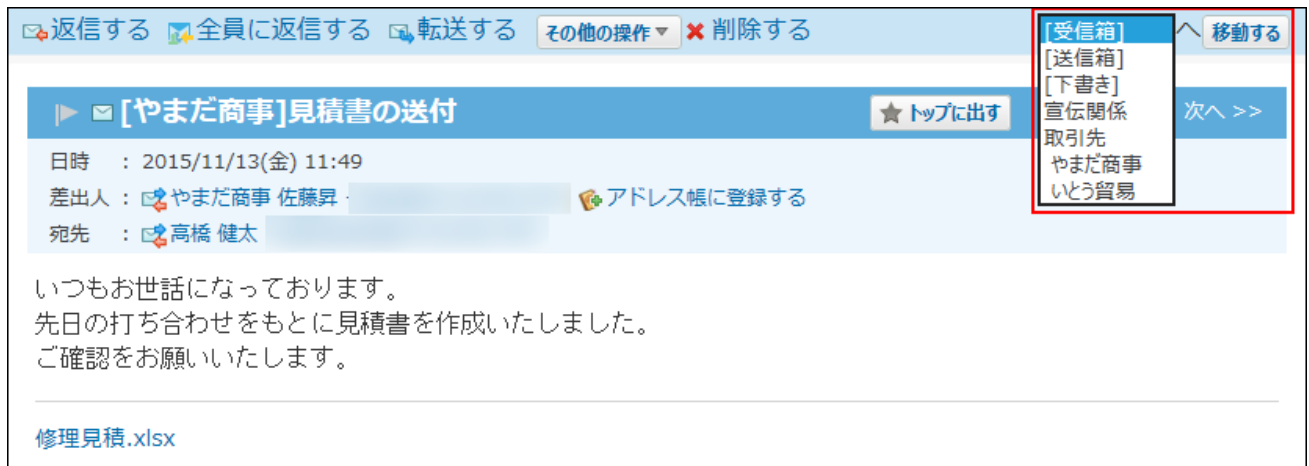 返信する 全員に返信する 転送する その他の操作▼ 削除する [受信箱] へ 移動する
[送信箱]
[下書き]
宣伝関係
取引先
やまだ商事
いとう貿易
[やまだ商事]見積書の送付 トップに出す 次へ >>
日時 : 2015/11/13(金) 11:49
差出人 : やまだ商事 佐藤昇 アドレス帳に登録する
宛先 : 高橋 健太
いつもお世話になっております。
先日の打ち合わせをもとに見積書を作成いたしました。
ご確認をお願いいたします。
修理見積.xlsx